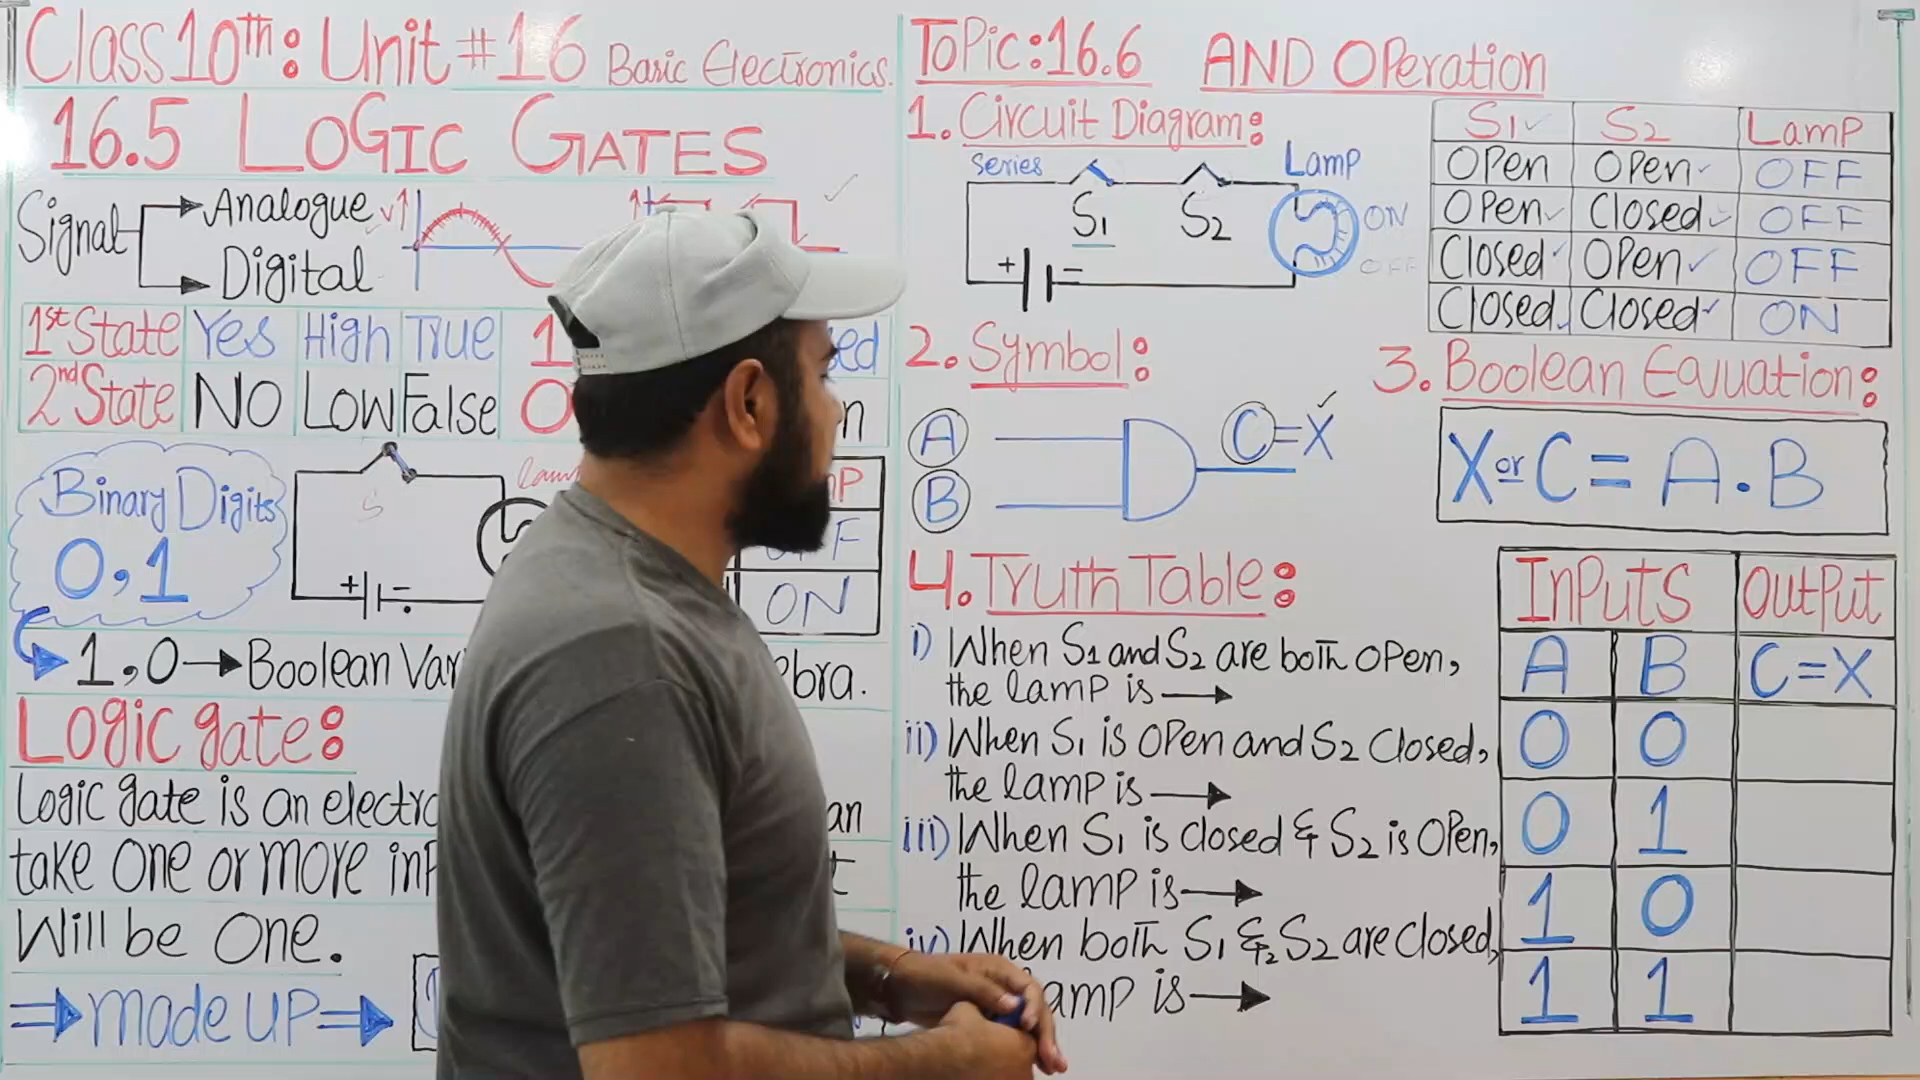 Class 10th: Unit #16 Basic Electronics.
16.5 LOGIC GATES
Signal
Analogue
Digital
V
1st State Yes High True 1
2nd State NO Low False 0
Binary Digits
0,1
S
+ -
ON
1,0 → Boolean
Logic gate:
Logic gate is an
take one or more
Will be one.
⇒ made up ⇒
Topic:16.6 AND Operation
1. Circuit Diagram:
series
S1
S2
Lamp
ON
OFF
+ -
S1 S2 Lamp
Open Open OFF
Open Closed OFF
Closed Open OFF
Closed Closed ON
2. Symbol:
A
B
C=X
3. Boolean Eauuation:
X or C = A.B
4. Truth Table:
i) When S1 and S2 are both open,
the lamp is →
ii) When S1 is open and S2 closed,
the lamp is →
iii) When S1 is closed & S2 is open,
the lamp is →
iv) When both S1 & S2 are closed,
is →
Inputs Output
A B C=X
0 0
0 1
1 0
1 1